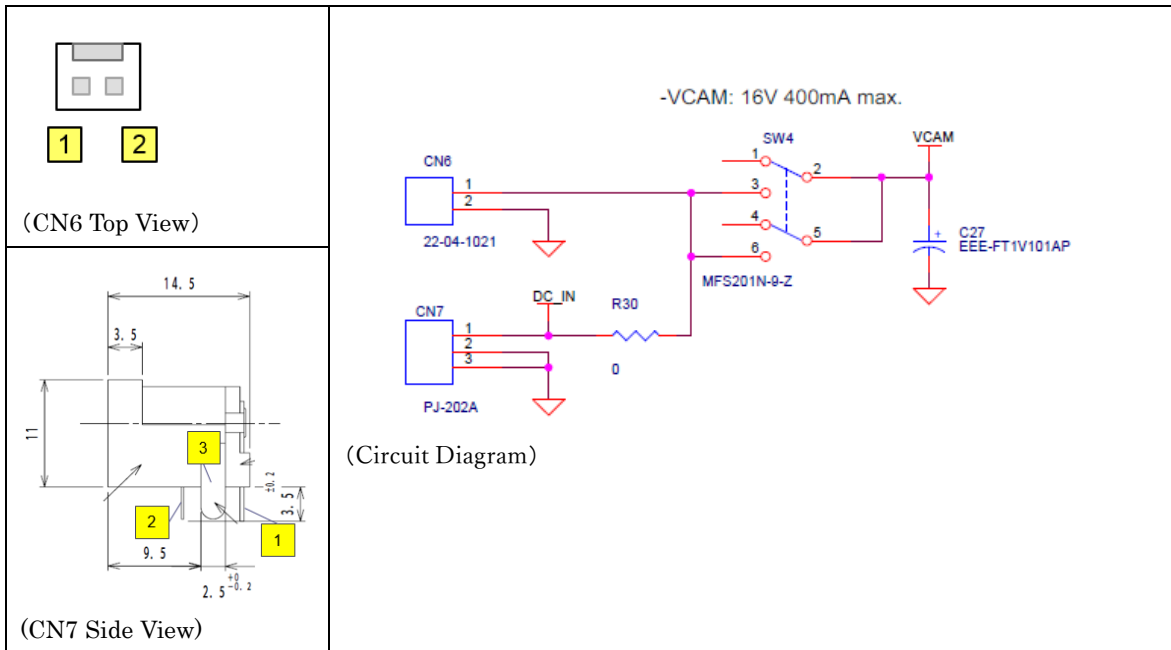 1 2
(CN6 Top View)
14. 5
3. 5
11
3
±0. 2
3. 5
2
1
9. 5
2. 5 +0 -0. 2
(CN7 Side View)
-VCAM: 16V 400mA max.
SW4
VCAM
1
2
CN6
1
3
2
4
5
C27
22-04-1021
6
EEE-FT1V101AP
MFS201N-9-Z
DC_IN
R30
CN7
1
2
3
0
PJ-202A
+
(Circuit Diagram)